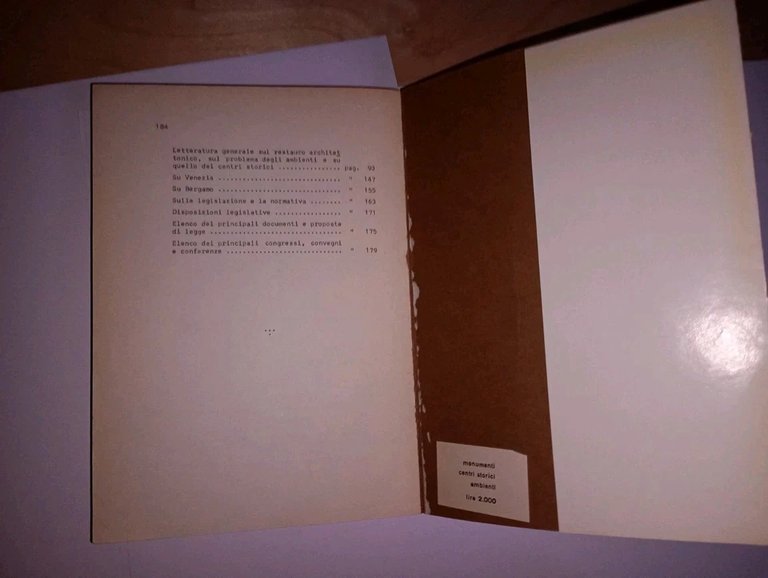 184
Letteratura generale sul restauro architet
tonico, sul problema degli ambienti e su
quello dei centri storici ................ pag. 93
Su Venezia ............................... " 147
Su Bergamo ............................... " 155
Sulla legislazione e la normativa ........ " 163
Disposizioni legislative ................. " 171
Elenco dei principali documenti e proposte
di legge ................................. " 175
Elenco dei principali congressi, convegni
e conferenze ............................. " 179
monumenti
centri storici
ambienti
lire 2.000